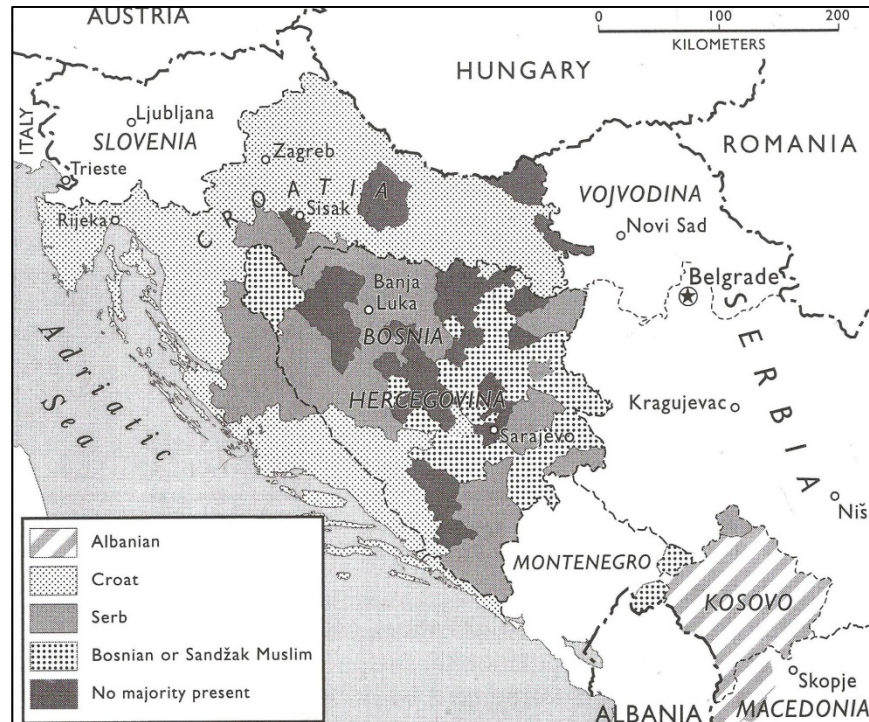 AUSTRIA
0 100 200
KILOMETERS
HUNGARY
ITALY
Ljubljana
SLOVENIA
ROMANIA
Zagreb
Trieste
CROATIA
VOJVODINA
Sisak
Rijeka
Novi Sad
Banja
Luka
Belgrade
BOSNIA
SERBIA
Adriatic
Sea
HERCEGOVINA
Kragujevac
Sarajevo
Niš
Albanian
MONTENEGRO
Croat
KOSOVO
Serb
Bosnian or Sandžak Muslim
Skopje
No majority present
ALBANIA
MACEDONIA